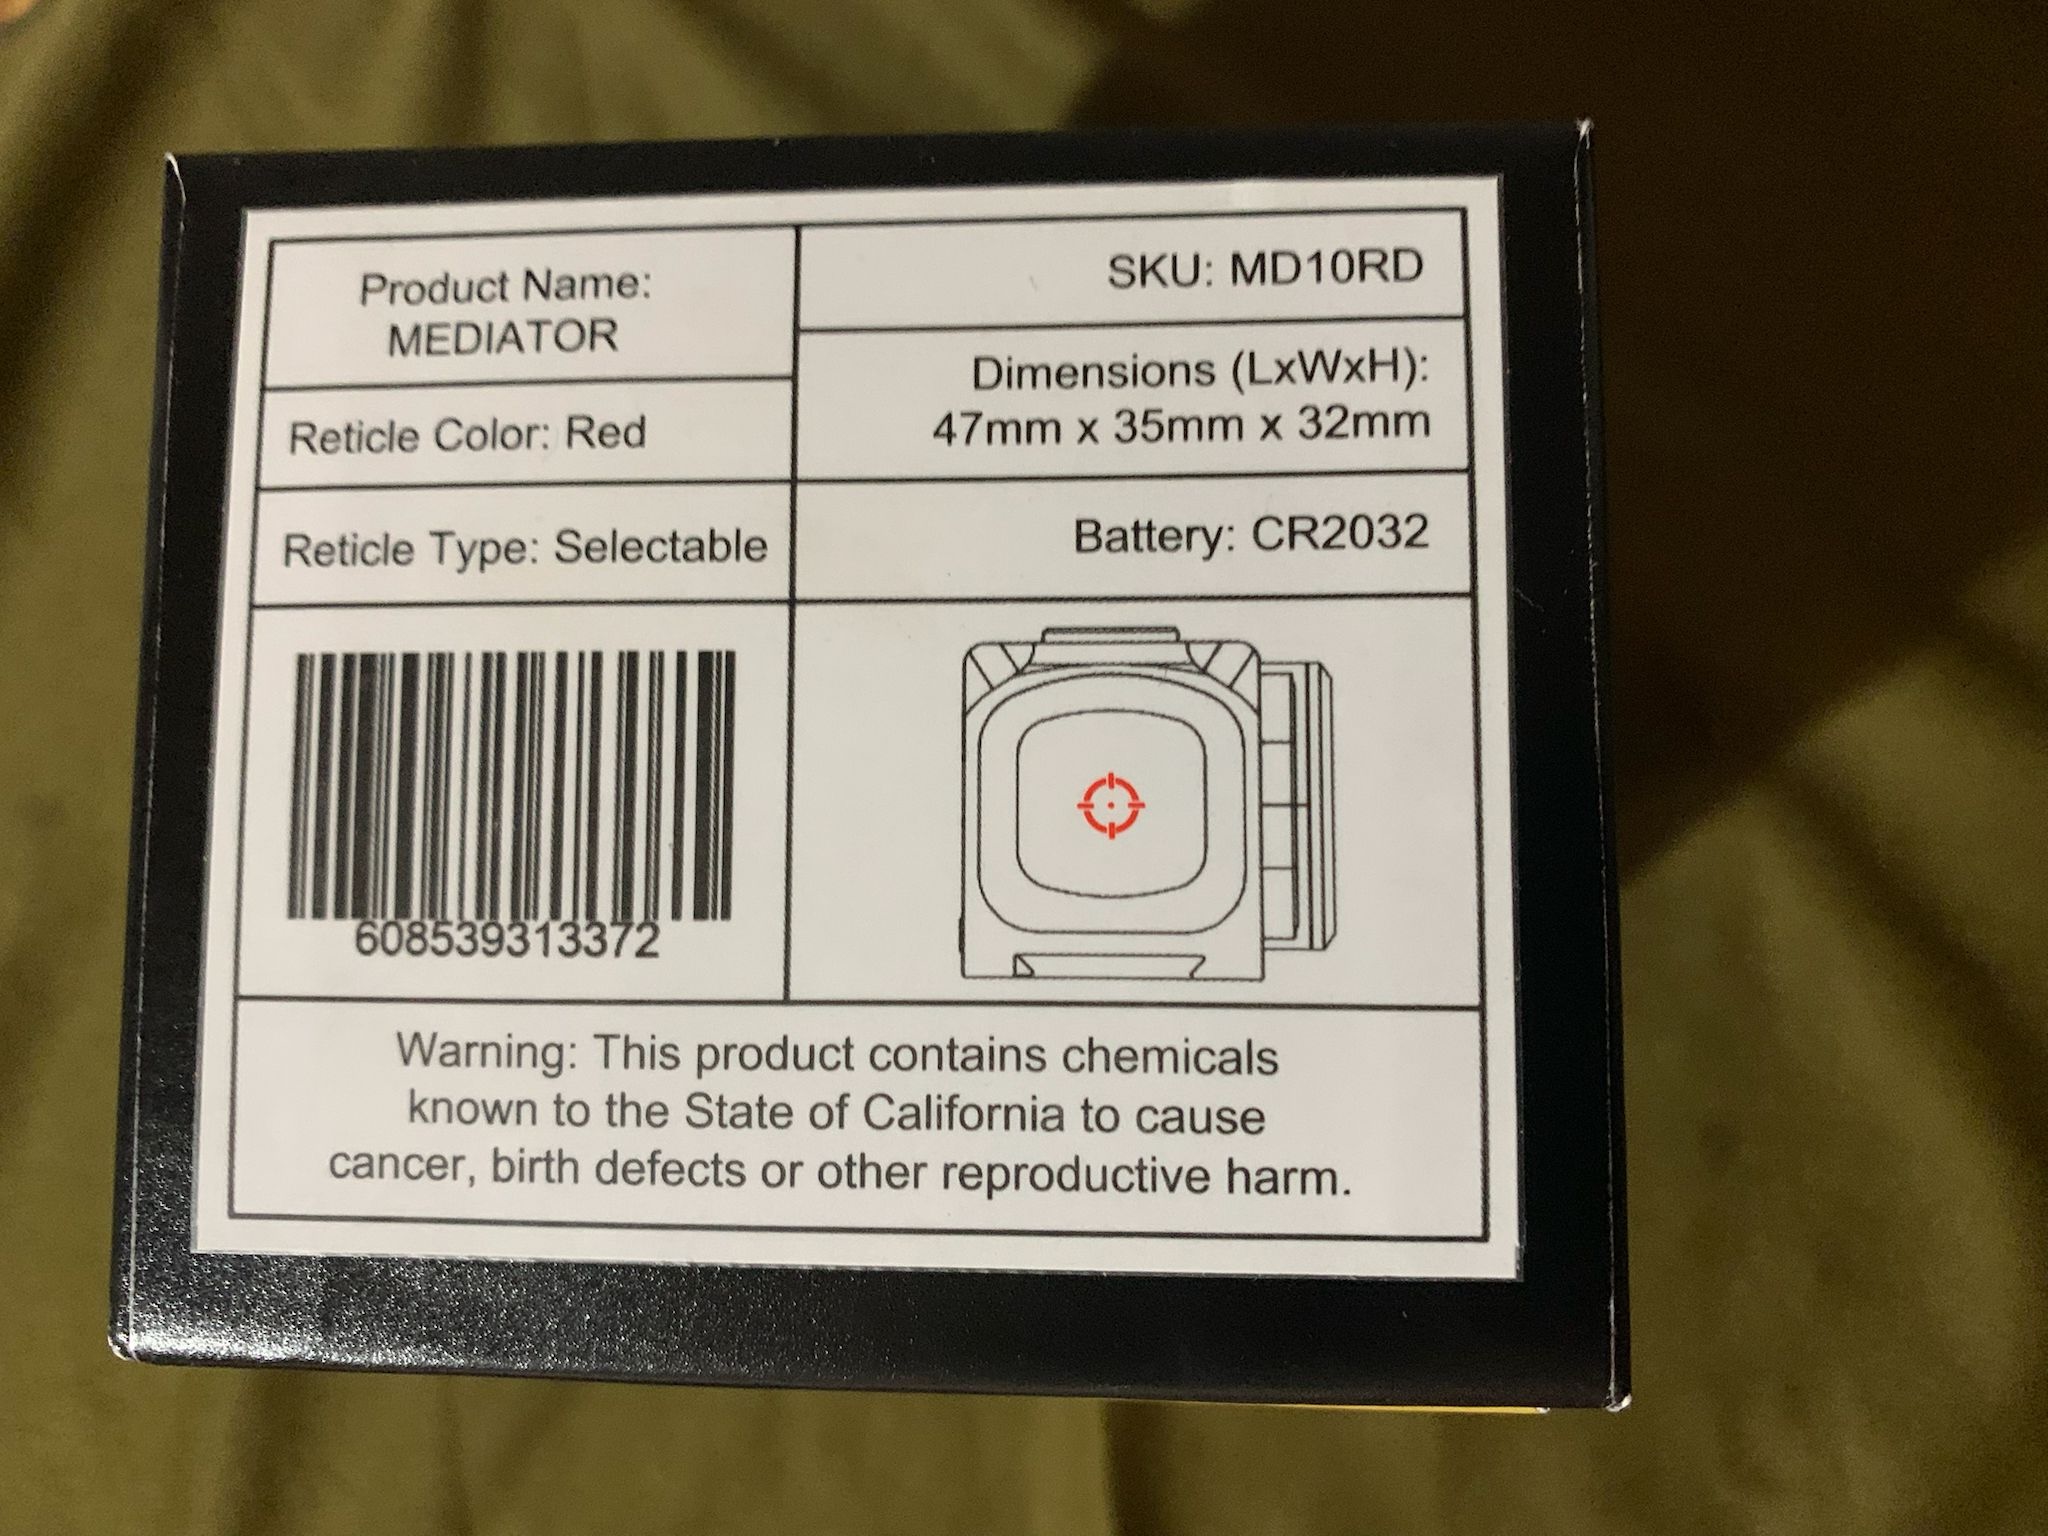 Product Name:
MEDIATOR
SKU: MD10RD
Reticle Color: Red
Dimensions (LxWxH):
47mm x 35mm x 32mm
Reticle Type: Selectable
Battery: CR2032
608539313372
Warning: This product contains chemicals
known to the State of California to cause
cancer, birth defects or other reproductive harm.